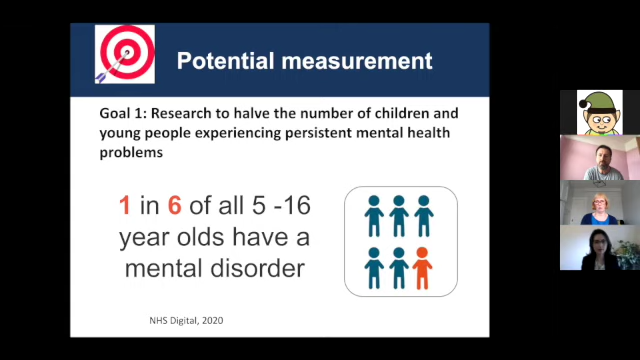 Potential measurement
Goal 1: Research to halve the number of children and
young people experiencing persistent mental health
problems
1 in 6 of all 5 -16
year olds have a
mental disorder
NHS Digital, 2020